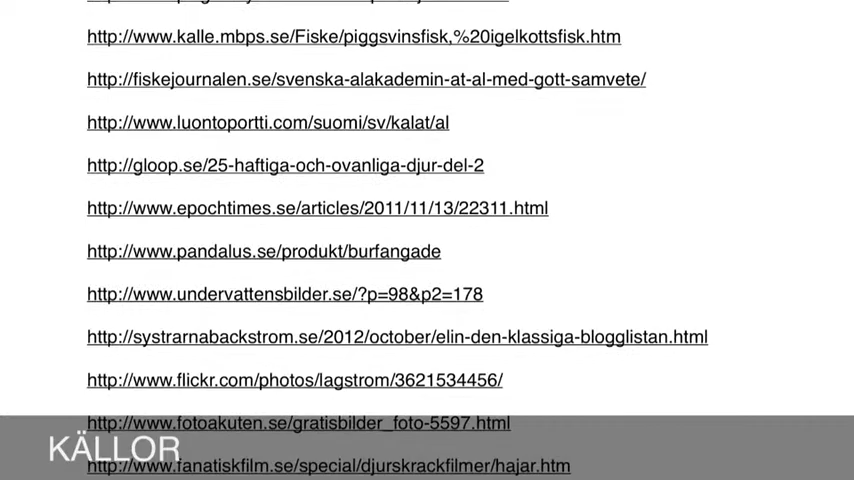 http://www.kalle.mbps.se/Fiske/piggsvinsfisk,%20igelkottsfisk.htm
http://fiskejournalen.se/svenska-alakademin-at-al-med-gott-samvete/
http://www.luontoportti.com/suomi/sv/kalat/al
http://gloop.se/25-haftiga-och-ovanliga-djur-del-2
http://www.epochtimes.se/articles/2011/11/13/22311.html
http://www.pandalus.se/produkt/burfangade
http://www.undervattensbilder.se/?p=98&p2=178
http://systrarnabackstrom.se/2012/october/elin-den-klassiga-blogglistan.html
http://www.flickr.com/photos/lagstrom/3621534456/
http://www.fotoakuten.se/gratisbilder_foto-5597.html
KÄLLOR
http://www.fanatiskfilm.se/special/djurskrackfilmer/hajar.htm